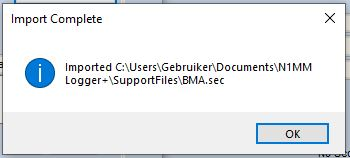 Import Complete
Imported C:\Users\Gebruiker\Documents\N1MM
Logger+\SupportFiles\BMA.sec
OK